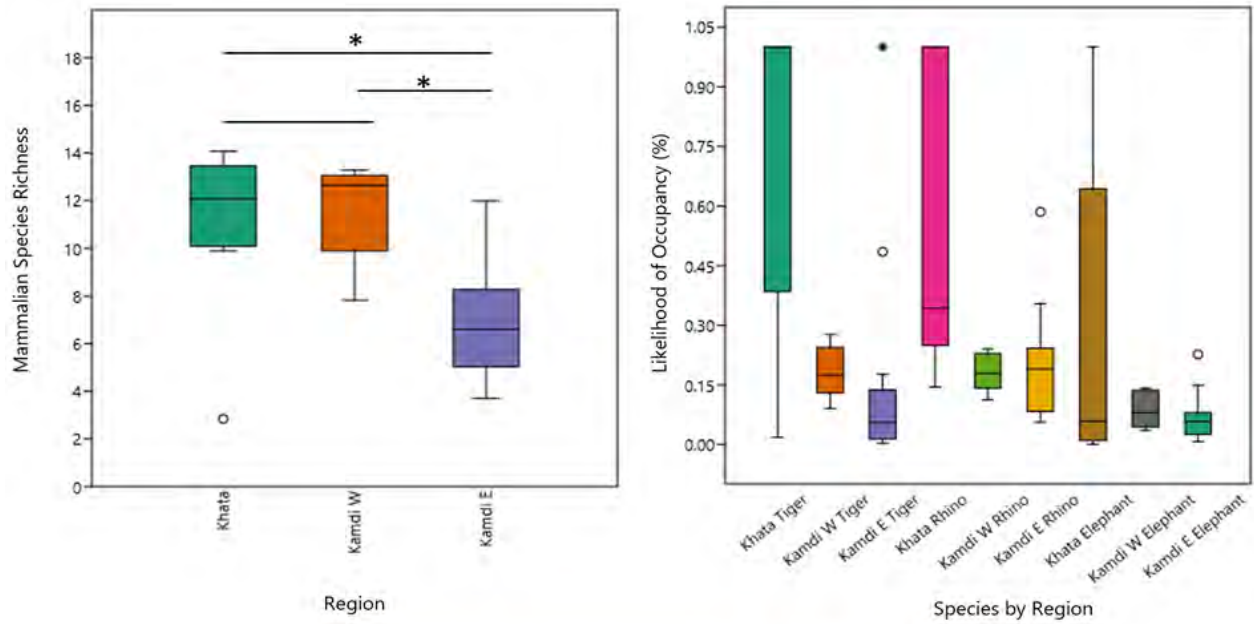 Mammalian Species Richness
18
16
14
12
10
8
6
4
2
0
*
*
Khata
Kamdi W
Kamdi E
Region
Likelihood of Occupancy (%)
1.05
0.90
0.75
0.60
0.45
0.30
0.15
0.00
Khata Tiger
Kamdi W Tiger
Kamdi E Tiger
Khata Rhino
Kamdi W Rhino
Kamdi E Rhino
Khata Elephant
Kamdi W Elephant
Kamdi E Elephant
Species by Region